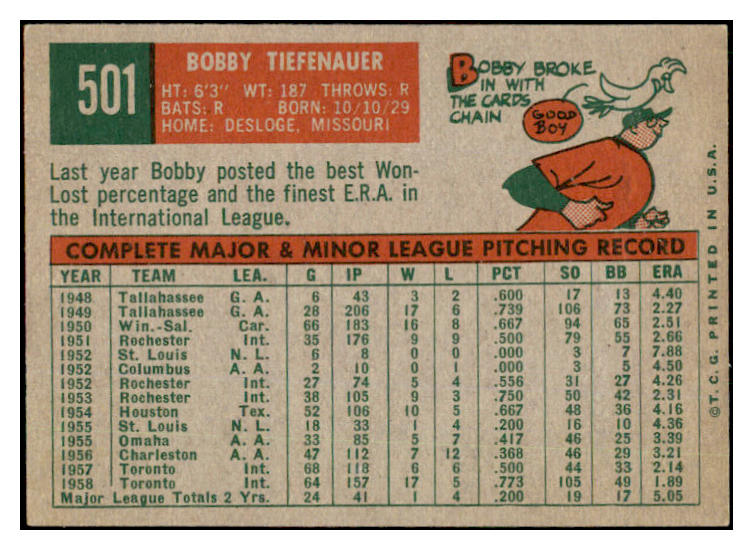 501
BOBBY TIEFENAUER
HT: 6'3" WT: 187 THROWS: R
BATS: R BORN: 10/10/29
HOME: DESLOGE, MISSOURI
BOBBY BROKE
IN WITH
THE CARDS
CHAIN
GOOD
BOY
Last year Bobby posted the best Won-
Lost percentage and the finest E.R.A. in
the International League.
COMPLETE MAJOR & MINOR LEAGUE PITCHING RECORD
YEAR TEAM LEA. G IP W L PCT SO BB ERA
1948 Tallahassee G. A. 6 43 3 2 .600 17 13 4.40
1949 Tallahassee G. A. 28 206 17 6 .739 106 73 2.27
1950 Win.-Sal. Car. 66 183 16 8 .667 94 65 2.51
1951 Rochester Int. 35 176 9 9 .500 79 55 2.66
1952 St. Louis N. L. 6 8 0 0 .000 3 7 7.88
1952 Columbus A. A. 2 10 0 1 .000 3 5 4.50
1952 Rochester Int. 27 74 5 4 .556 31 27 4.26
1953 Rochester Int. 38 105 9 3 .750 50 42 2.31
1954 Houston Tex. 52 106 10 5 .667 48 36 4.16
1955 St. Louis N. L. 18 33 1 4 .200 16 10 4.36
1955 Omaha A. A. 33 85 5 7 .417 46 25 3.39
1956 Charleston A. A. 47 112 7 12 .368 46 29 3.21
1957 Toronto Int. 68 118 6 6 .500 44 33 2.14
1958 Toronto Int. 64 157 17 5 .773 105 49 1.89
Major League Totals 2 Yrs. 24 41 1 4 .200 19 17 5.05
©T. C. G. PRINTED IN U.S.A.